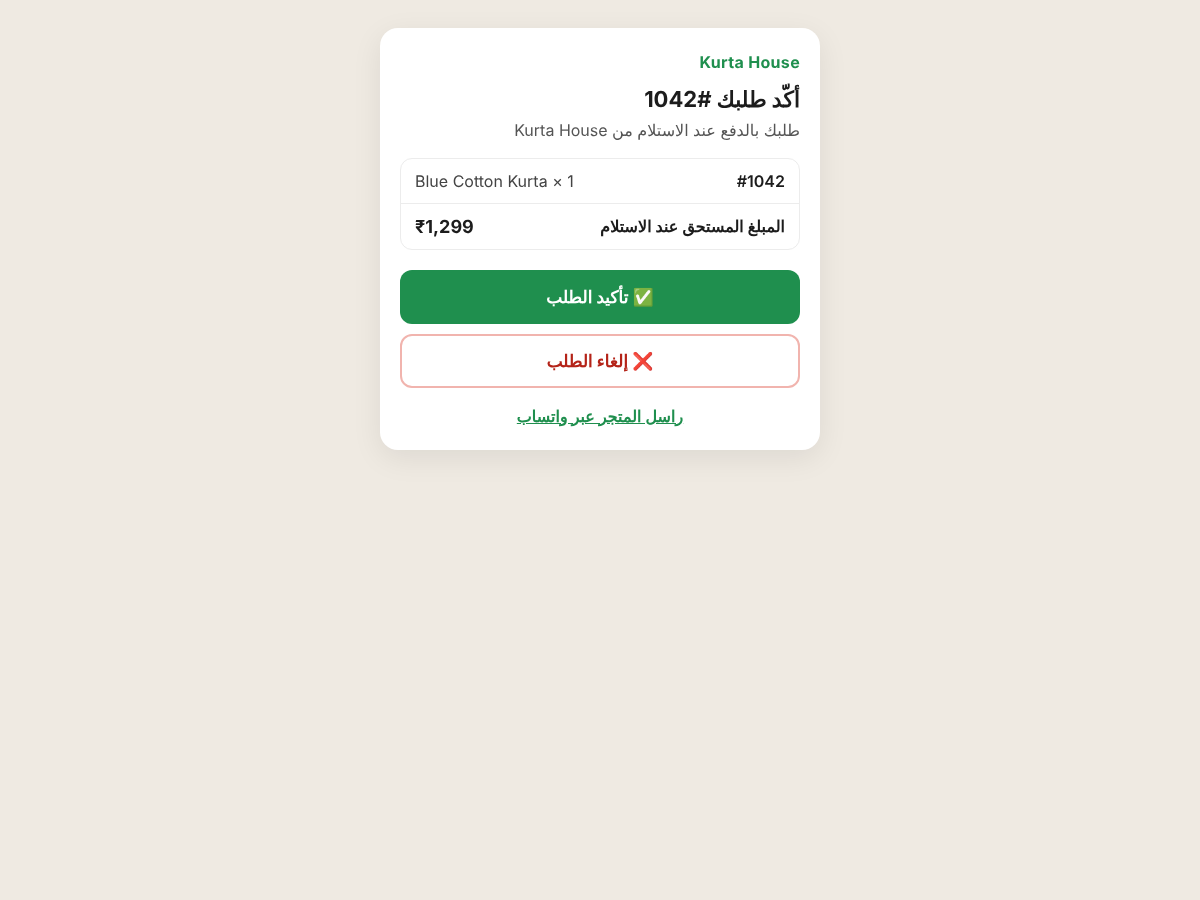 Kurta House
أكّد طلبك #1042
طلبك بالدفع عند الاستلام من Kurta House
#1042
Blue Cotton Kurta × 1
المبلغ المستحق عند الاستلام
₹1,299
✅ تأكيد الطلب
❌ إلغاء الطلب
راسل المتجر عبر واتساب